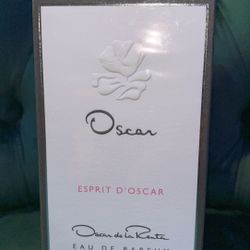 Oscar
ESPRIT D'OSCAR
Oscar de la Renta
EAU DE PARFUM